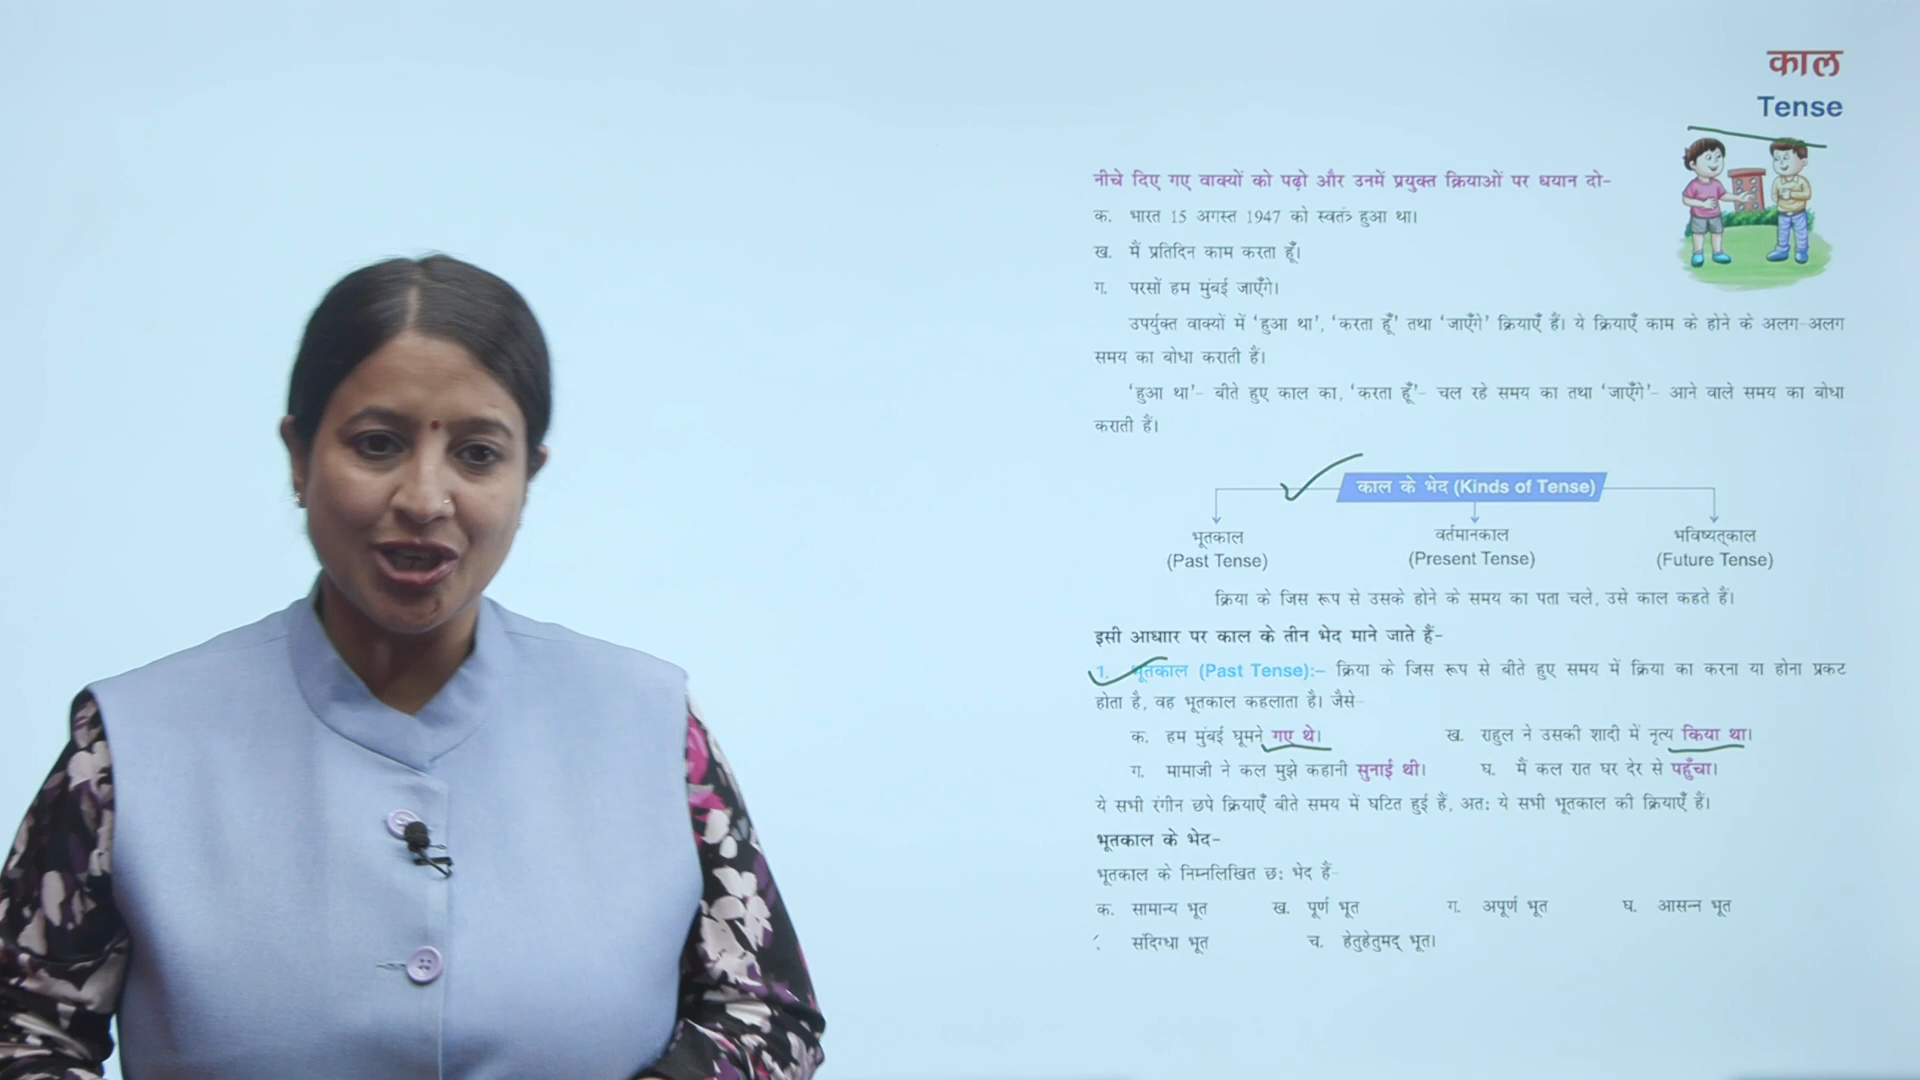 काल
Tense
नीचे दिए गए वाक्यों को पढ़ो और उनमें प्रयुक्त क्रियाओं पर धयान दो-
क. भारत 15 अगस्त 1947 को स्वतंत्र हुआ था।
ख. मैं प्रतिदिन काम करता हूँ।
ग. परसों हम मुंबई जाएँगे।
उपर्युक्त वाक्यों में ‘हुआ था’, ‘करता हूँ’ तथा ‘जाएँगे’ क्रियाएँ हैं। ये क्रियाएँ काम के होने के अलग-अलग
समय का बोधा कराती हैं।
‘हुआ था’- बीते हुए काल का, ‘करता हूँ’- चल रहे समय का तथा ‘जाएँगे’- आने वाले समय का बोधा
कराती हैं।
काल के भेद (Kinds of Tense)
भूतकाल वर्तमानकाल भविष्यत्काल
(Past Tense) (Present Tense) (Future Tense)
क्रिया के जिस रूप से उसके होने के समय का पता चले, उसे काल कहते हैं।
इसी आधाार पर काल के तीन भेद माने जाते हैं-
1. भूतकाल (Past Tense):- क्रिया के जिस रूप से बीते हुए समय में क्रिया का करना या होना प्रकट
होता है, वह भूतकाल कहलाता है। जैसे-
क. हम मुंबई घूमने गए थे। ख. राहुल ने उसकी शादी में नृत्य किया था।
ग. मामाजी ने कल मुझे कहानी सुनाई थी। घ. मैं कल रात घर देर से पहुँचा।
ये सभी रंगीन छपे क्रियाएँ बीते समय में घटित हुई हैं, अतः ये सभी भूतकाल की क्रियाएँ हैं।
भूतकाल के भेद-
भूतकाल के निम्नलिखित छः भेद हैं-
क. सामान्य भूत ख. पूर्ण भूत ग. अपूर्ण भूत घ. आसन्न भूत
संदिग्धा भूत च. हेतुहेतुमद् भूत।